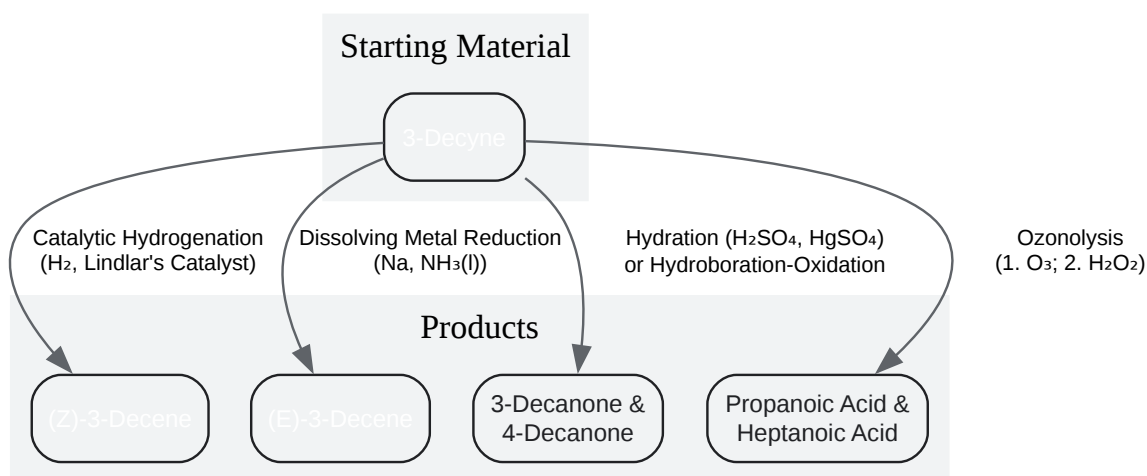 Starting Material
3-Decyne
Catalytic Hydrogenation
(H₂, Lindlar's Catalyst)
Dissolving Metal Reduction
(Na, NH₃(l))
Hydration (H₂SO₄, HgSO₄)
or Hydroboration-Oxidation
Ozonolysis
(1. O₃; 2. H₂O₂)
Products
(Z)-3-Decene
(E)-3-Decene
3-Decanone &
4-Decanone
Propanoic Acid &
Heptanoic Acid